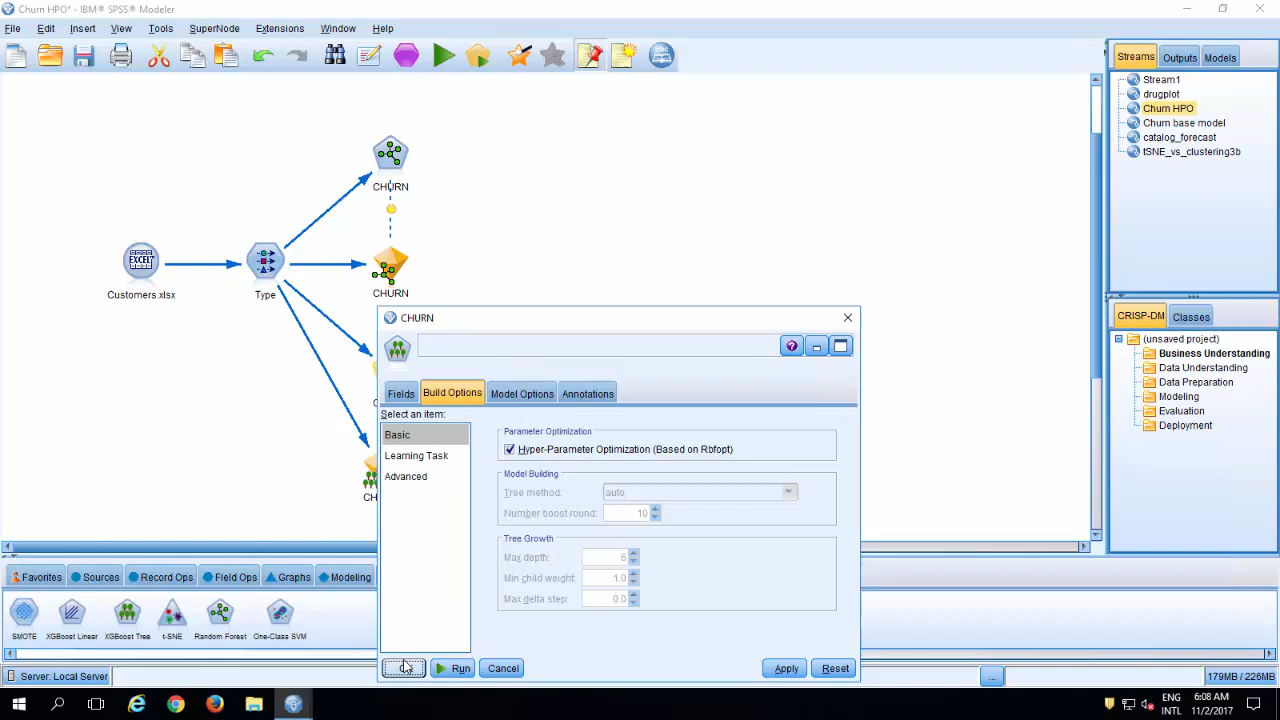 Churn HPO* - IBM® SPSS® Modeler
File Edit Insert View Tools SuperNode Extensions Window Help
Streams Outputs Models
Stream1
drugplot
Churn HPO
Churn base model
catalog_forecast
tSNE_vs_clustering3b
CHURN
EXCEL
Customers.xlsx
Type
CHURN
CHURN
Fields Build Options Model Options Annotations
Select an item:
Basic
Learning Task
Advanced
Parameter Optimization
Hyper-Parameter Optimization (Based on Rbfopt)
Model Building
Tree method: auto
Number boost round: 10
Tree Growth
Max depth: 6
Min child weight: 1.0
Max delta step: 0.0
Run Cancel Apply Reset
CRISP-DM Classes
(unsaved project)
Business Understanding
Data Understanding
Data Preparation
Modeling
Evaluation
Deployment
Favorites Sources Record Ops Field Ops Graphs Modeling
SMOTE XGBoost Linear XGBoost Tree t-SNE Random Forest One-Class SVM
Server: Local Server
...
179MB / 226MB
ENG
INTL
6:08 AM
11/2/2017